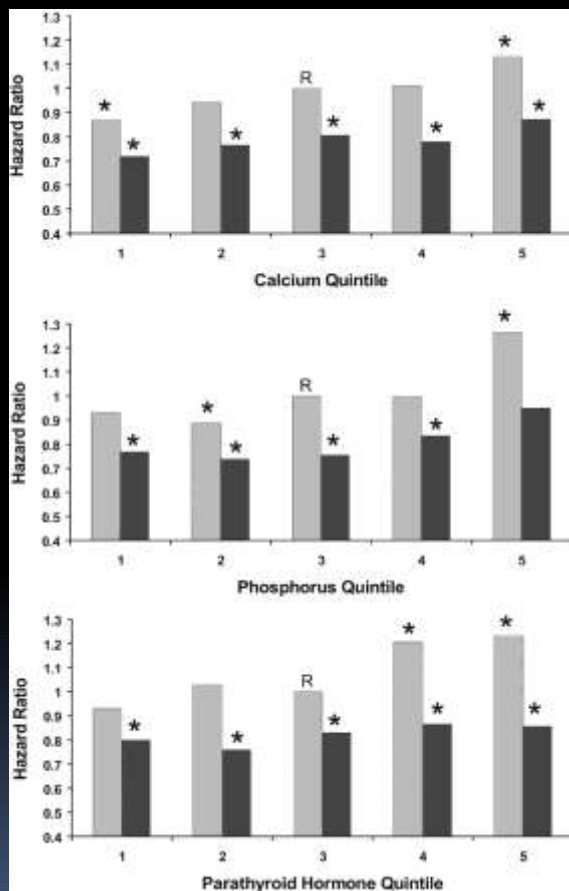 1.3
1.2
1.1
1
0.9
0.8
0.7
0.6
0.5
0.4
Hazard Ratio
* * * R * * * *
1 2 3 4 5
Calcium Quintile
1.3
1.2
1.1
1
0.9
0.8
0.7
0.6
0.5
0.4
Hazard Ratio
* * * R * * *
1 2 3 4 5
Phosphorus Quintile
1.3
1.2
1.1
1
0.9
0.8
0.7
0.6
0.5
0.4
Hazard Ratio
* * R * * * * *
1 2 3 4 5
Parathyroid Hormone Quintile